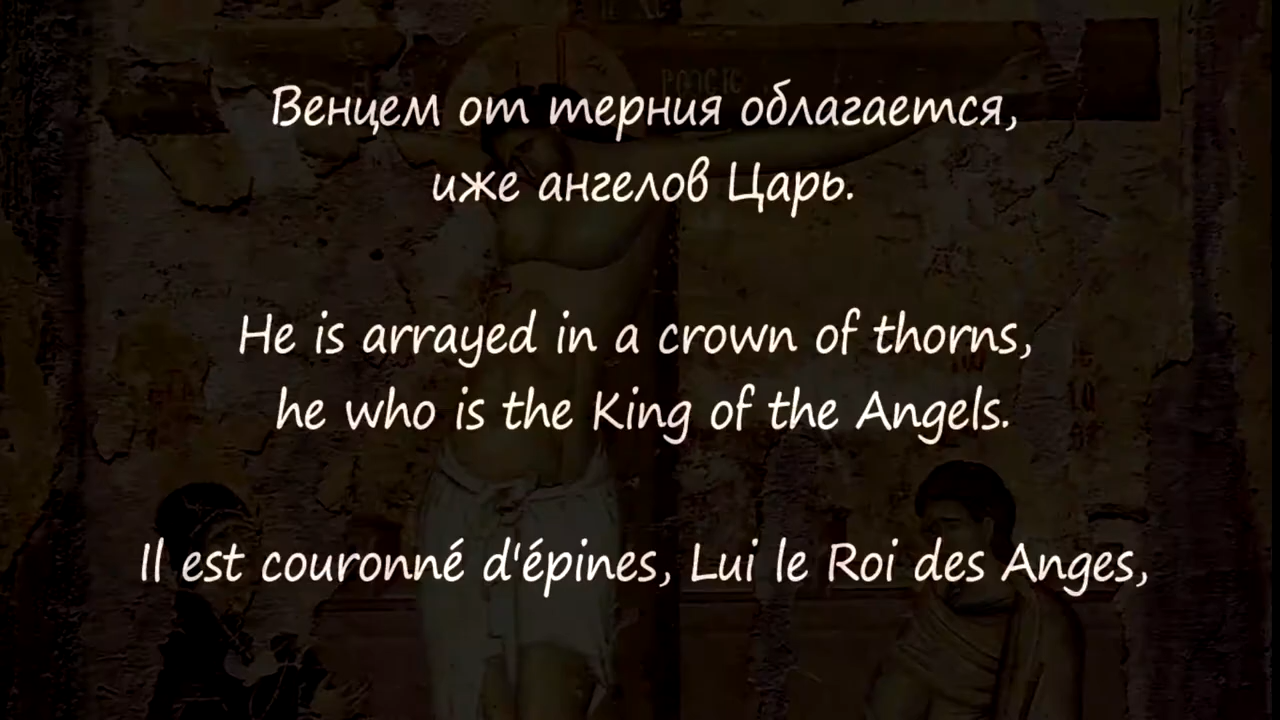 Венцем от терния облагается,
иже ангелов Царь.
He is arrayed in a crown of thorns,
he who is the King of the Angels.
Il est couronné d'épines, Lui le Roi des Anges,